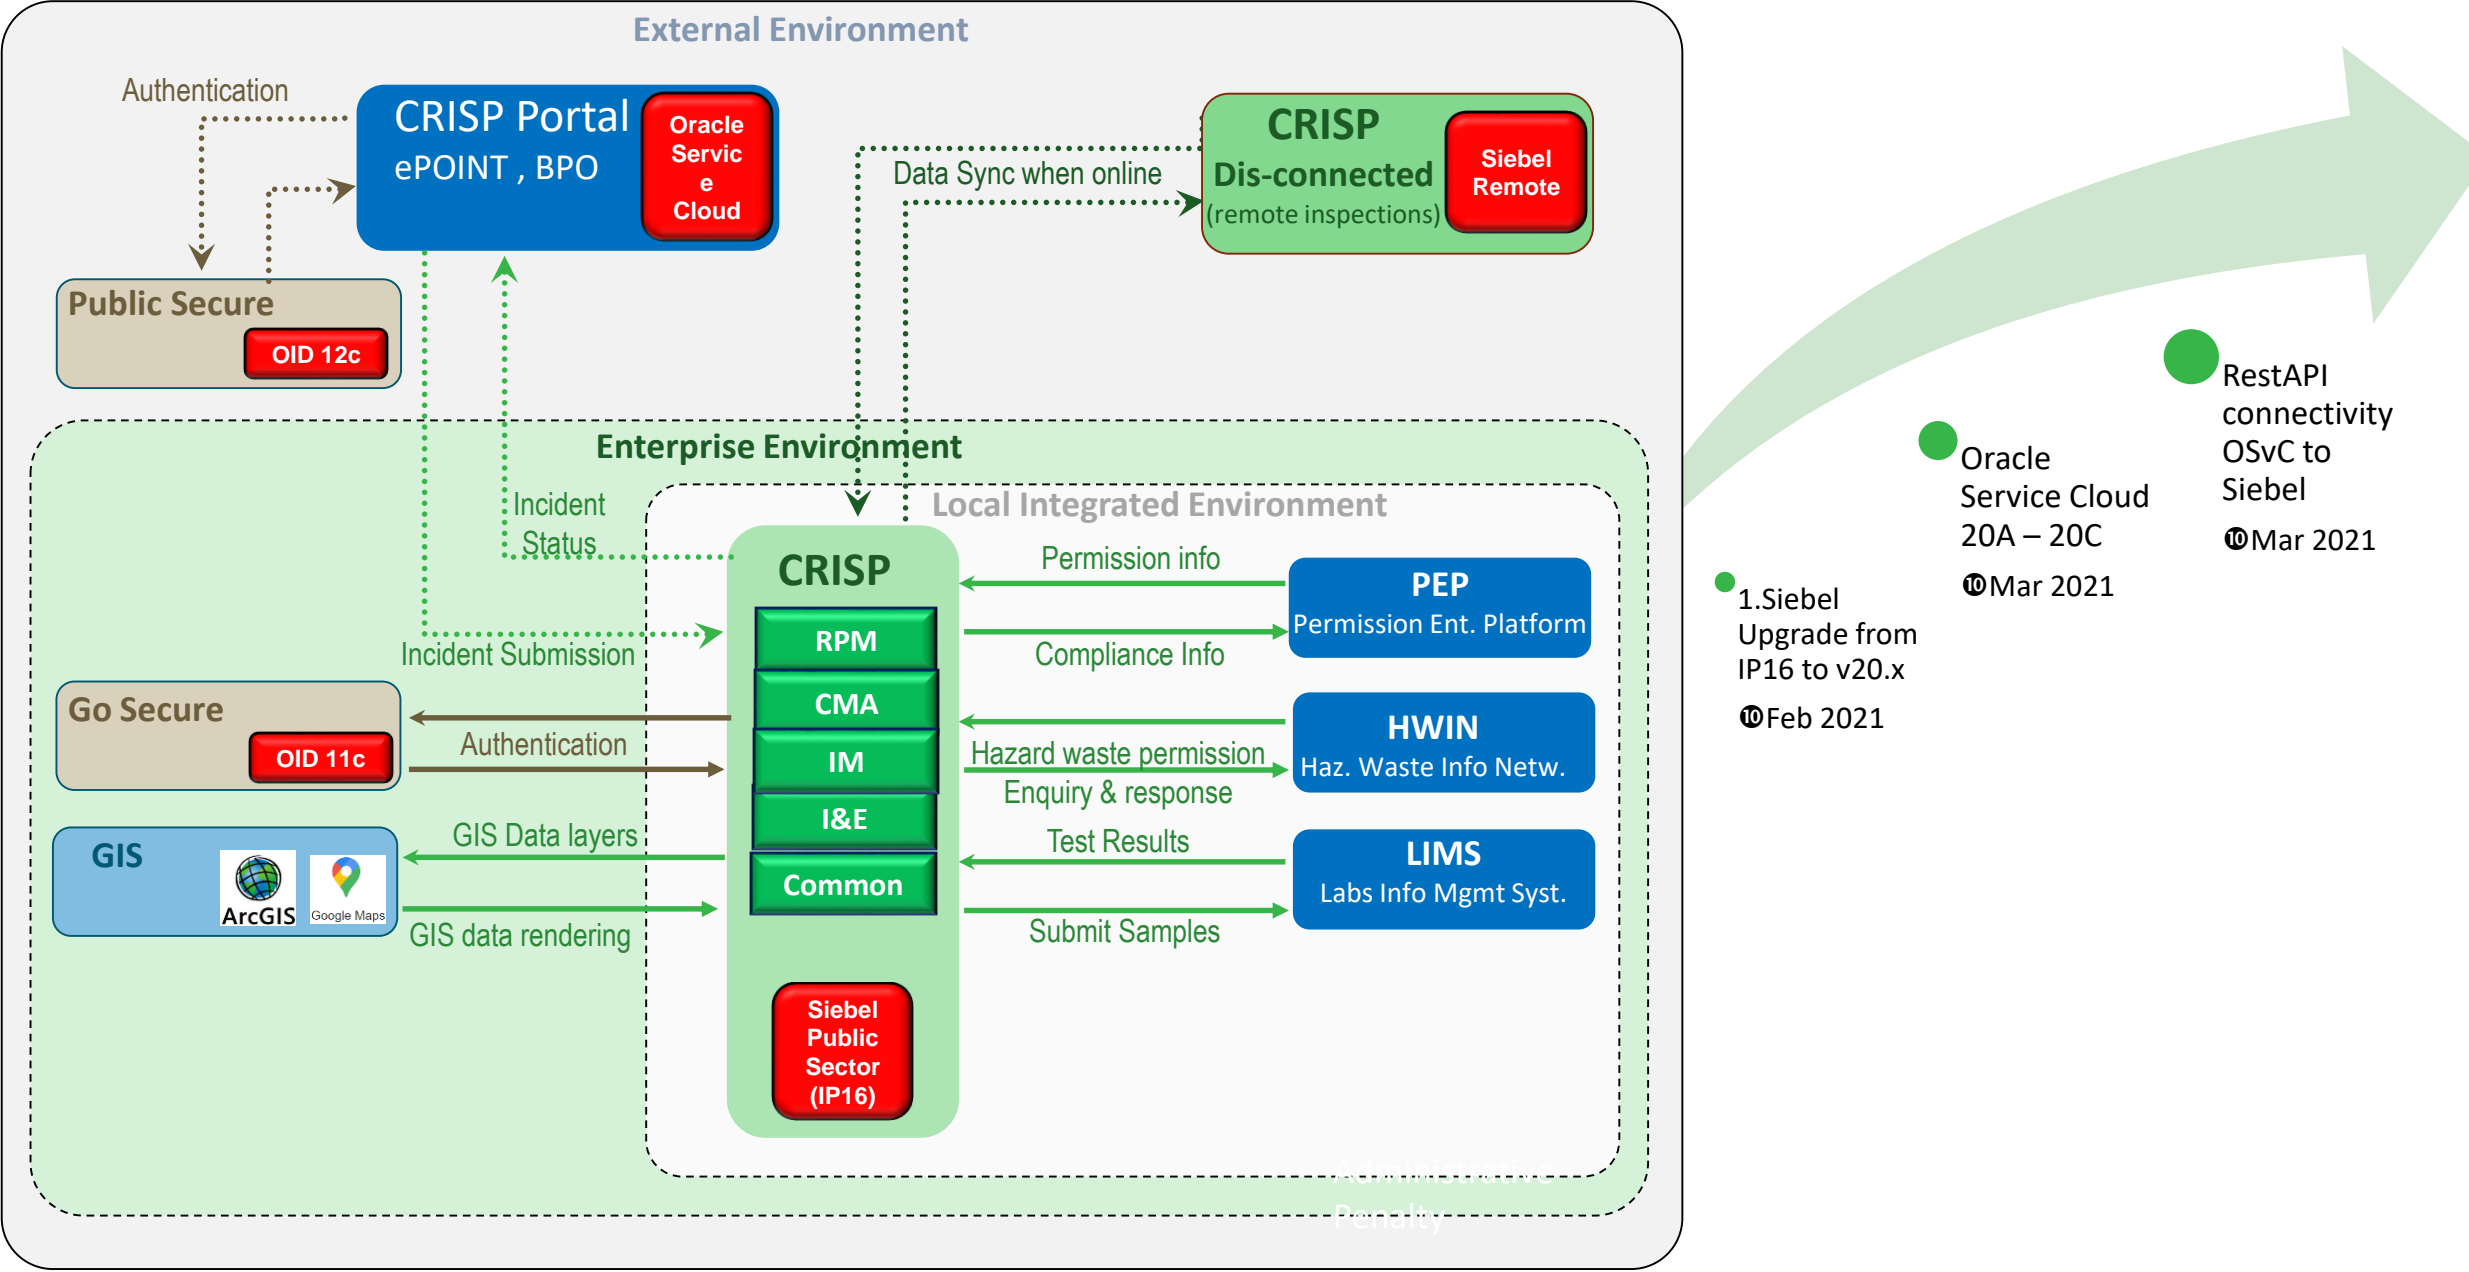 External Environment
Authentication
CRISP Portal
ePOINT , BPO
Oracle
Servic
e
Cloud
Data Sync when online
CRISP
Dis-connected
(remote inspections)
Siebel
Remote
Public Secure
OID 12c
Enterprise Environment
Incident
Status
Local Integrated Environment
CRISP
RPM
CMA
IM
I&E
Common
Siebel
Public
Sector
(IP16)
Incident Submission
Go Secure
OID 11c
Authentication
GIS
ArcGIS
Google Maps
GIS Data layers
GIS data rendering
Permission info
Compliance Info
PEP
Permission Ent. Platform
Hazard waste permission
Enquiry & response
HWIN
Haz. Waste Info Netw.
Test Results
Submit Samples
LIMS
Labs Info Mgmt Syst.
Administrative
Penalty
1.Siebel
Upgrade from
IP16 to v20.x
❿Feb 2021
Oracle
Service Cloud
20A – 20C
❿Mar 2021
RestAPI
connectivity
OSvC to
Siebel
❿Mar 2021